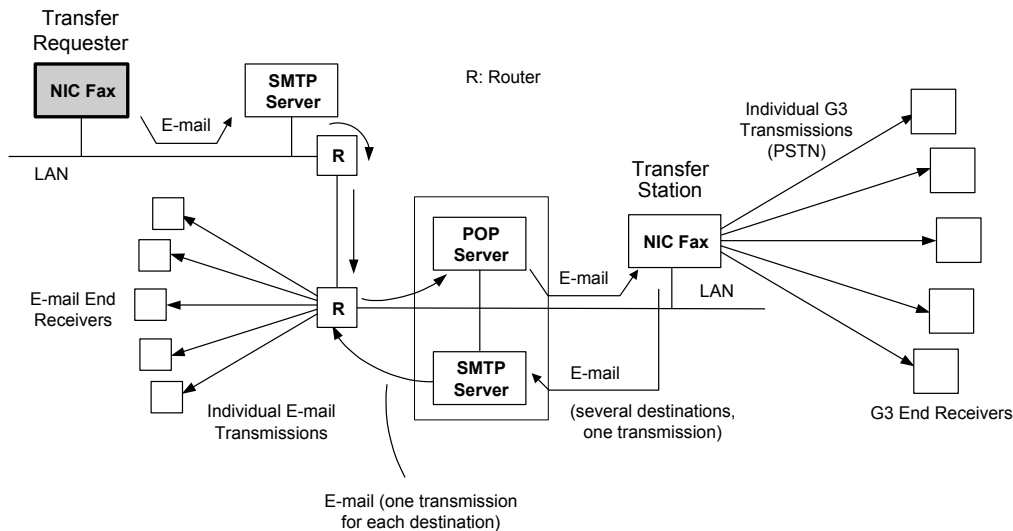 Transfer
Requester
NIC Fax
SMTP
Server
E-mail
R: Router
R
LAN
Individual G3
Transmissions
(PSTN)
Transfer
Station
NIC Fax
POP
Server
E-mail
LAN
E-mail End
Receivers
R
SMTP
Server
E-mail
Individual E-mail
Transmissions
(several destinations,
one transmission)
G3 End Receivers
E-mail (one transmission
for each destination)